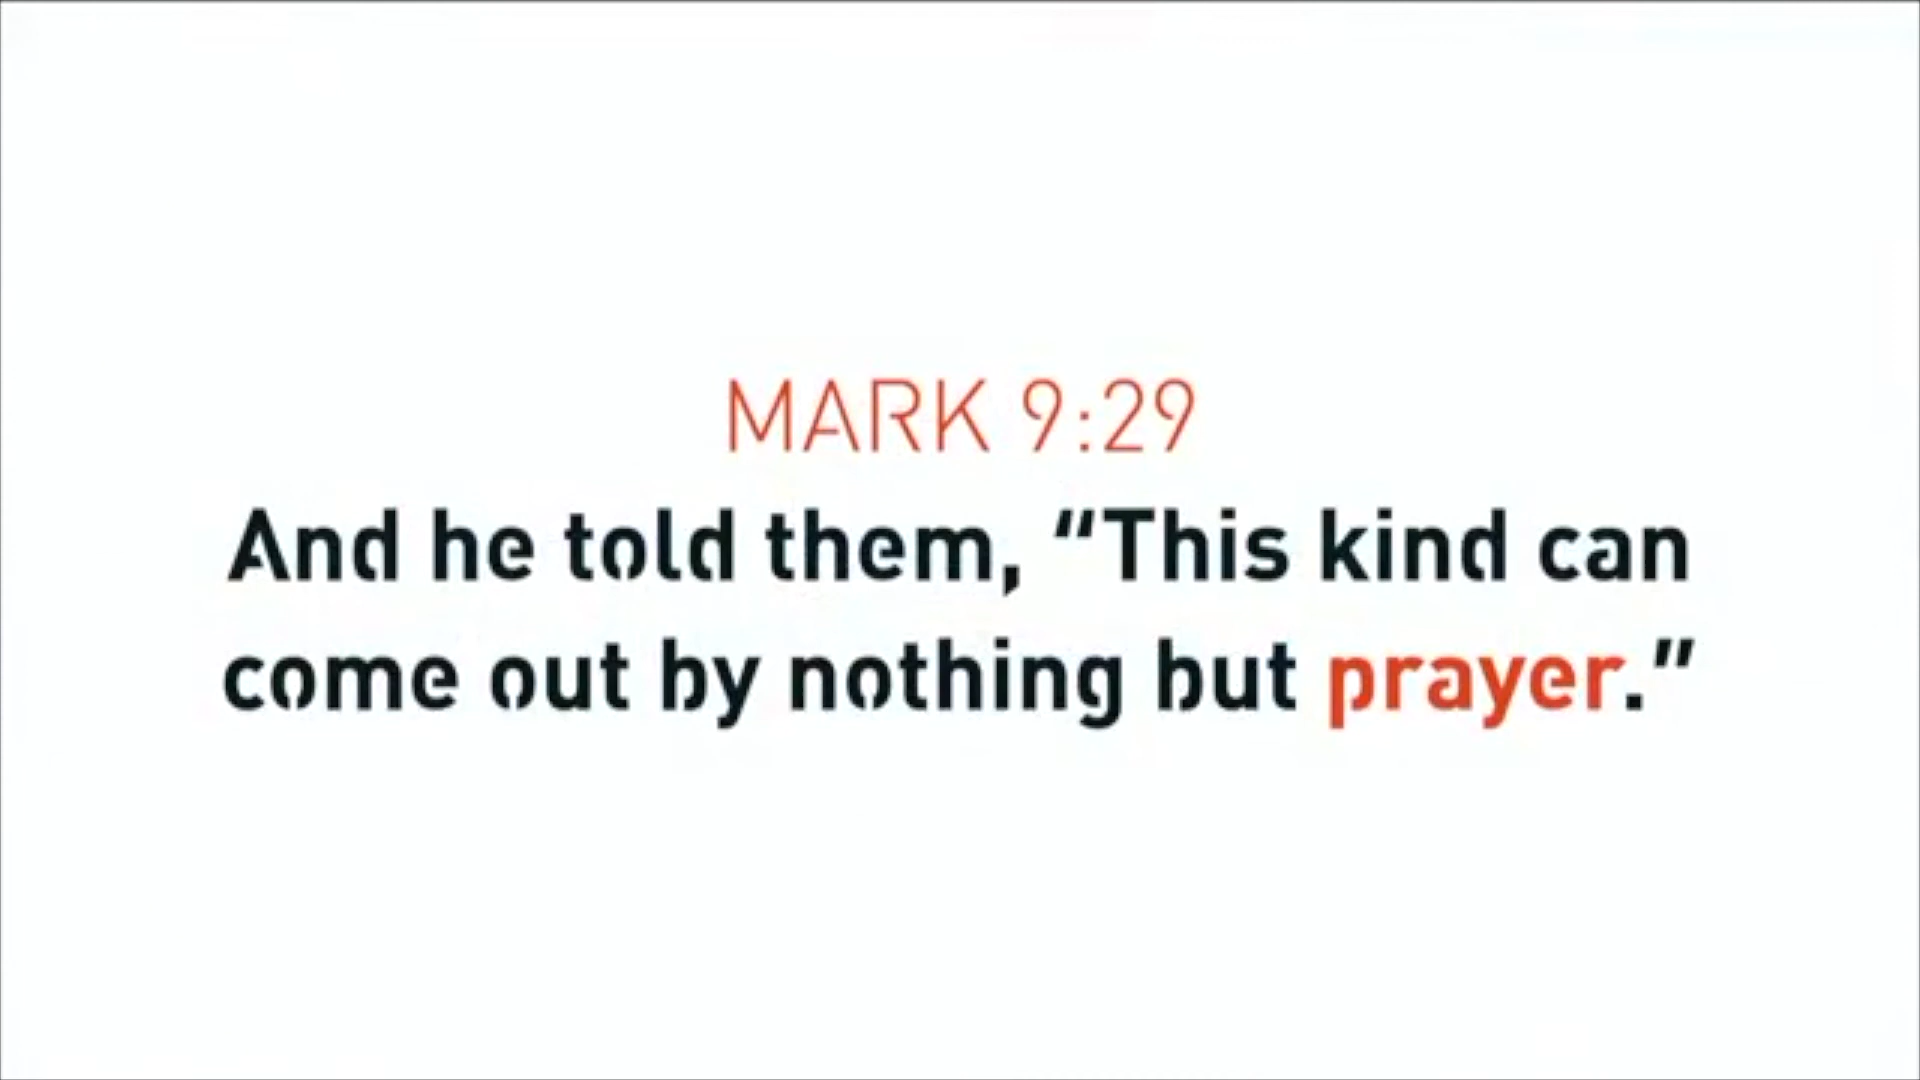 MARK 9:29
And he told them, “This kind can
come out by nothing but prayer.”